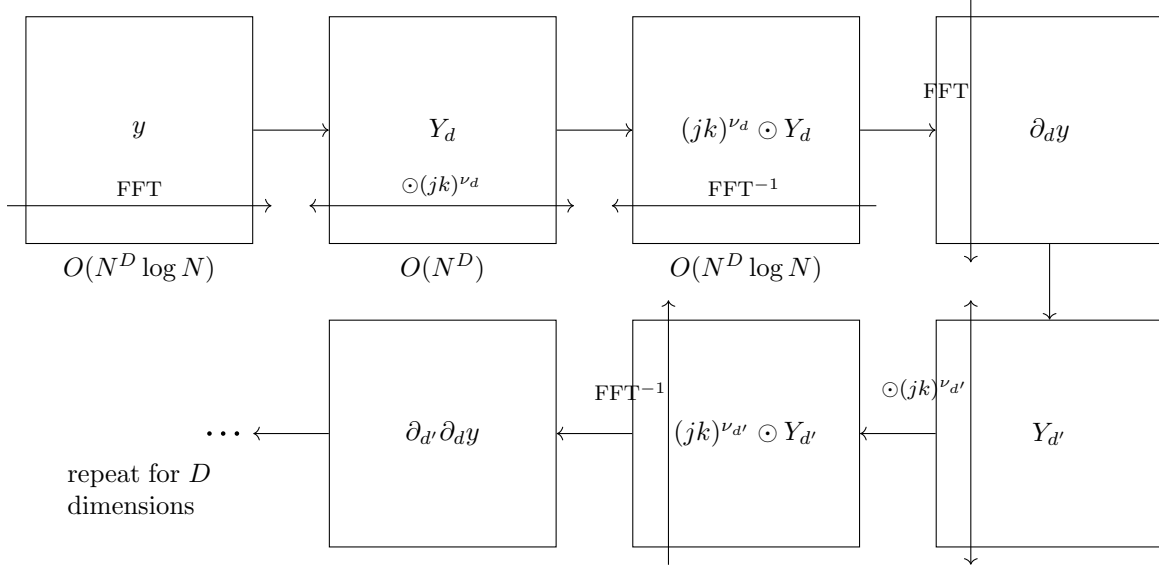 y
FFT
O(N^D log N)
Y_d
⊙(jk)^{ν_d}
O(N^D)
(jk)^{ν_d} ⊙ Y_d
FFT^{-1}
O(N^D log N)
FFT
∂_d y
⊙(jk)^{ν_{d'}}
Y_{d'}
FFT^{-1}
(jk)^{ν_{d'}} ⊙ Y_{d'}
∂_{d'}∂_d y
...
repeat for D
dimensions